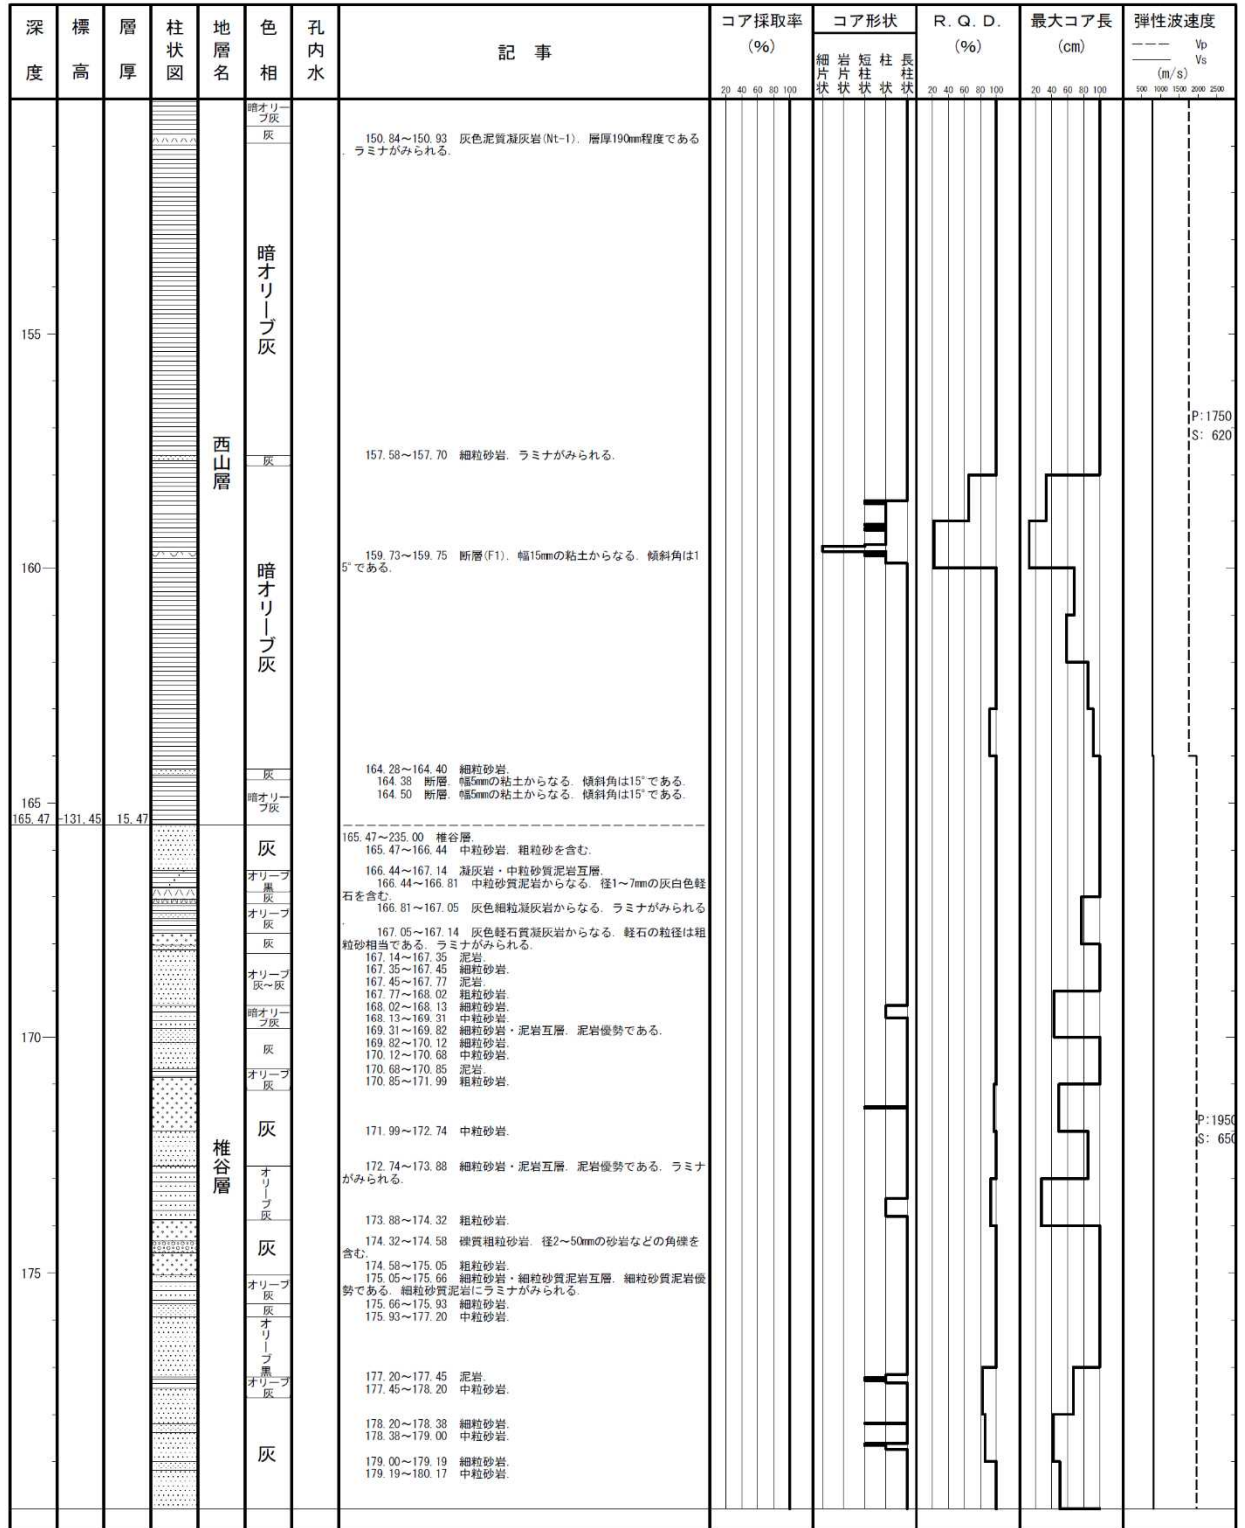 深度
標高
層厚
柱状図
地層名
色相
孔内水
記事
コア採取率
(%)
20 40 60 80 100
コア形状
細片状
岩片状
短柱状
柱状
長柱状
R. Q. D.
(%)
20 40 60 80 100
最大コア長
(cm)
20 40 60 80 100
弾性波速度
Vp
Vs
(m/s)
500 1000 1500 2000 2500
暗オリー
ブ灰
灰
150.84～150.93 灰色泥質凝灰岩(Nt-1). 層厚190mm程度である
. ラミナがみられる.
暗オリーブ灰
155
P:1750
S: 620
西山層
灰
157.58～157.70 細粒砂岩. ラミナがみられる.
159.73～159.75 断層(F1). 幅15mmの粘土からなる. 傾斜角は1
5°である.
160
暗オリーブ灰
灰
164.28～164.40 細粒砂岩.
164.38 断層. 幅5mmの粘土からなる. 傾斜角は15°である.
暗オリー
ブ灰
164.50 断層. 幅5mmの粘土からなる. 傾斜角は15°である.
165
165.47 -131.45 15.47
165.47～235.00 椎谷層.
灰
165.47～166.44 中粒砂岩. 粗粒砂を含む.
166.44～167.14 凝灰岩・中粒砂質泥岩互層.
オリーブ
黒
166.44～166.81 中粒砂質泥岩からなる. 径1～7mmの灰白色軽
石を含む.
灰
166.81～167.05 灰色細粒凝灰岩からなる. ラミナがみられる
.
オリーブ
灰
167.05～167.14 灰色軽石質凝灰岩からなる. 軽石の粒径は粗
粒砂相当である. ラミナがみられる.
灰
167.14～167.35 泥岩.
167.35～167.45 細粒砂岩.
オリーブ
灰～灰
167.45～167.77 泥岩.
167.77～168.02 粗粒砂岩.
168.02～168.13 細粒砂岩.
168.13～169.31 中粒砂岩.
暗オリー
ブ灰
169.31～169.82 細粒砂岩・泥岩互層. 泥岩優勢である.
170
169.82～170.12 細粒砂岩.
灰
170.12～170.68 中粒砂岩.
170.68～170.85 泥岩.
オリーブ
灰
170.85～171.99 粗粒砂岩.
灰
171.99～172.74 中粒砂岩.
P:1950
S: 650
椎谷層
172.74～173.88 細粒砂岩・泥岩互層. 泥岩優勢である. ラミナ
がみられる.
オリーブ灰
173.88～174.32 粗粒砂岩.
灰
174.32～174.58 礫質粗粒砂岩. 径2～50mmの砂岩などの角礫を
含む.
174.58～175.05 粗粒砂岩.
175
オリーブ
灰
175.05～175.66 細粒砂岩・細粒砂質泥岩互層. 細粒砂質泥岩優
勢である. 細粒砂質泥岩にラミナがみられる.
灰
175.66～175.93 細粒砂岩.
175.93～177.20 中粒砂岩.
オリーブ黒
177.20～177.45 泥岩.
オリーブ
灰
177.45～178.20 中粒砂岩.
178.20～178.38 細粒砂岩.
178.38～179.00 中粒砂岩.
灰
179.00～179.19 細粒砂岩.
179.19～180.17 中粒砂岩.